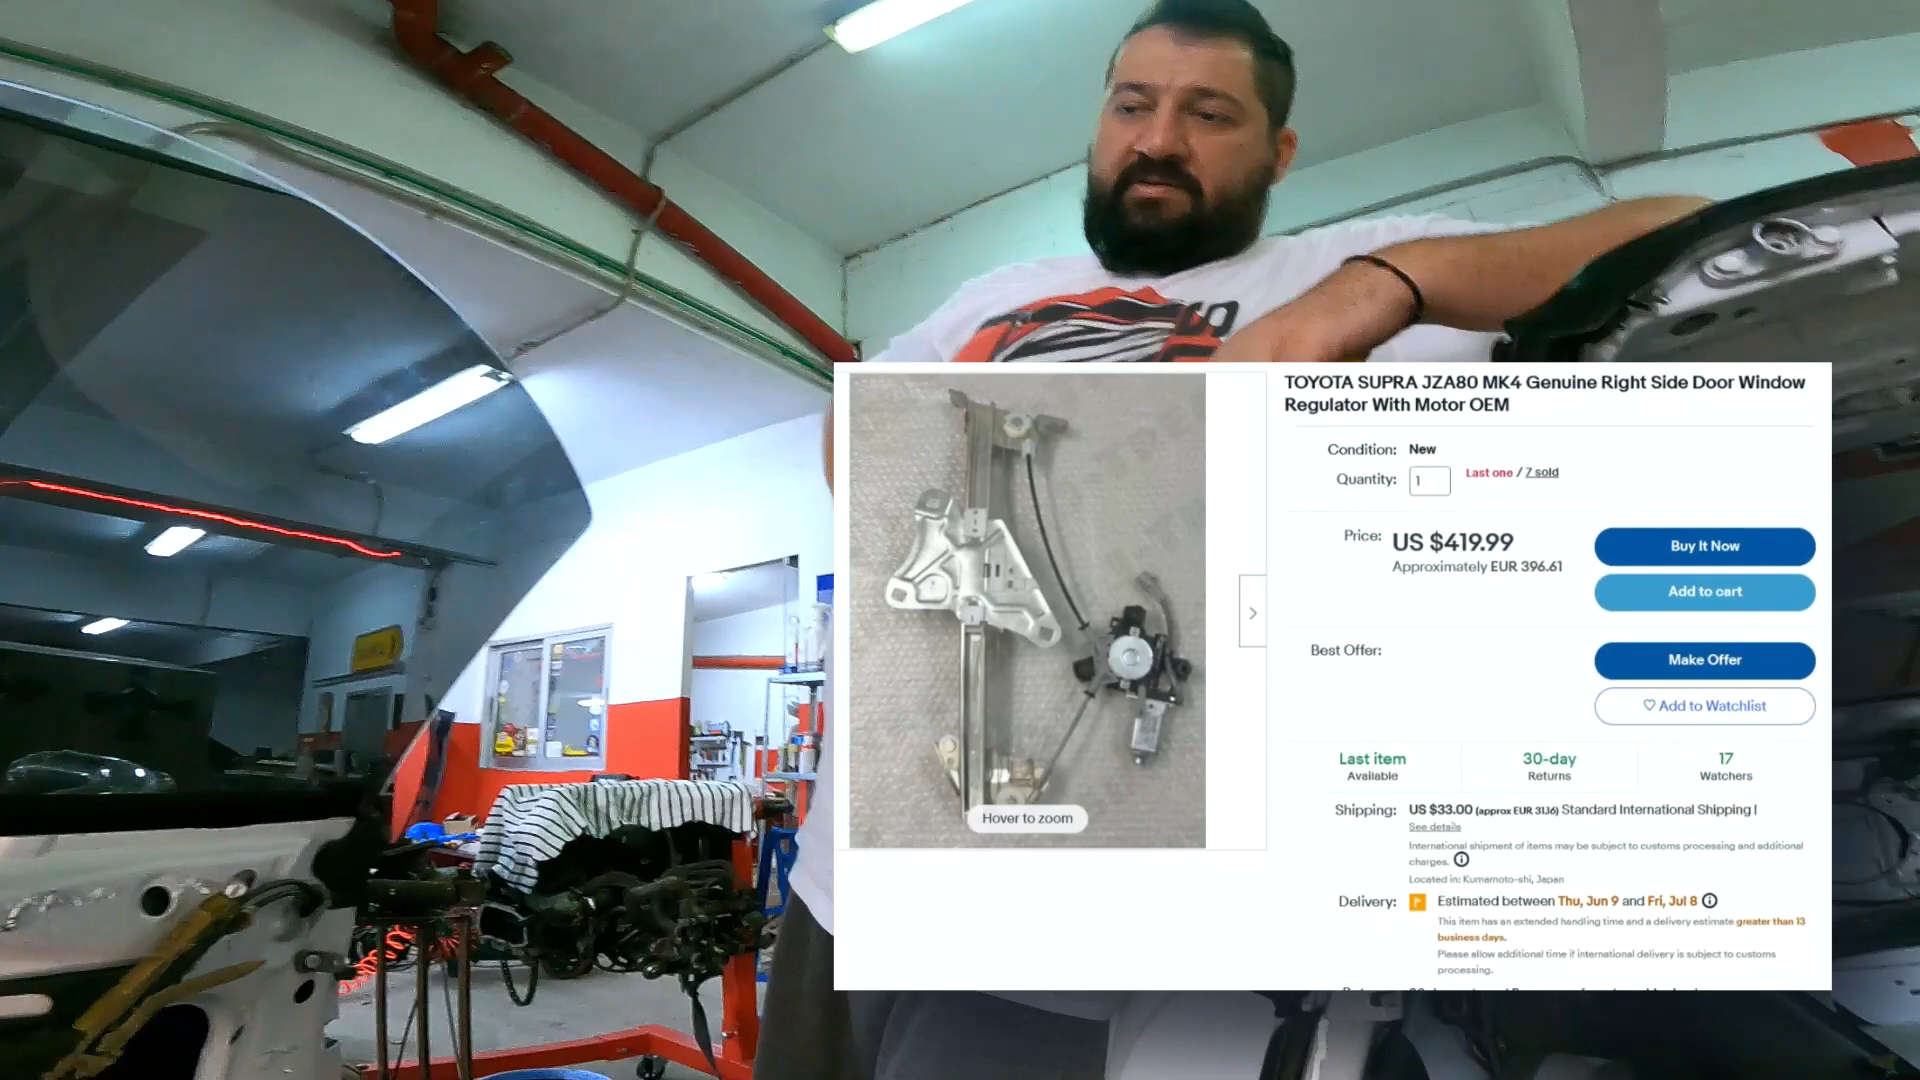 TOYOTA SUPRA JZA80 MK4 Genuine Right Side Door Window
Regulator With Motor OEM
Condition: New
Quantity: 1 Last one / 7 sold
Price: US $419.99
Approximately EUR 396.61
Buy It Now
Add to cart
Best Offer:
Make Offer
Add to Watchlist
Last item
Available
30-day
Returns
17
Watchers
Shipping: US $33.00 (approx EUR 31.16) Standard International Shipping |
See details
International shipment of items may be subject to customs processing and additional
charges.
Located in: Kumamoto-shi, Japan
Delivery: Estimated between Thu, Jun 9 and Fri, Jul 8
This item has an extended handling time and a delivery estimate greater than 13
business days.
Please allow additional time if international delivery is subject to customs
processing.
Hover to zoom